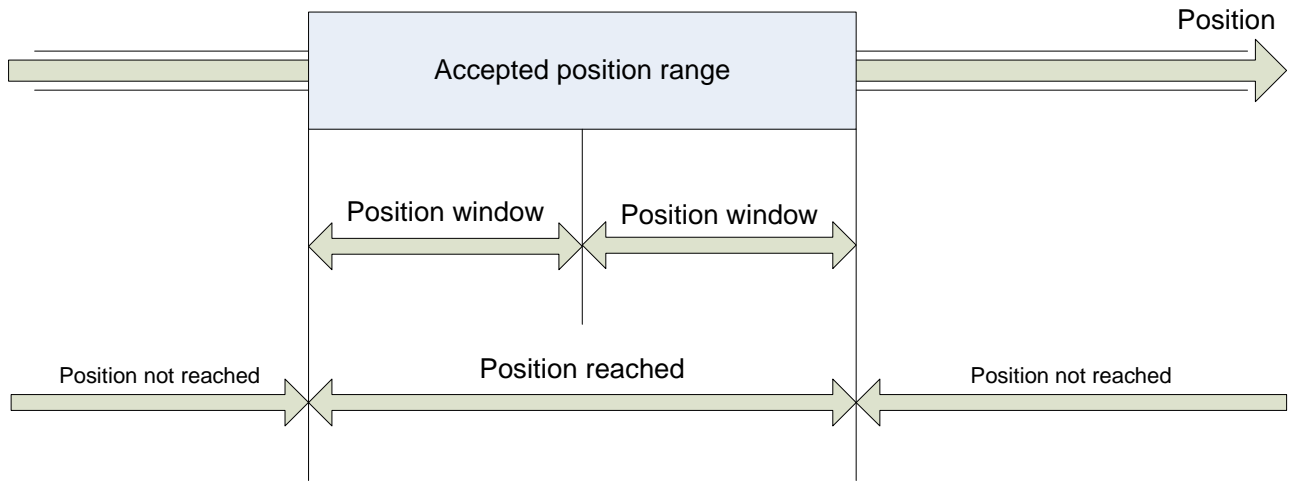 Position
Accepted position range
Position window
Position window
Position not reached
Position reached
Position not reached